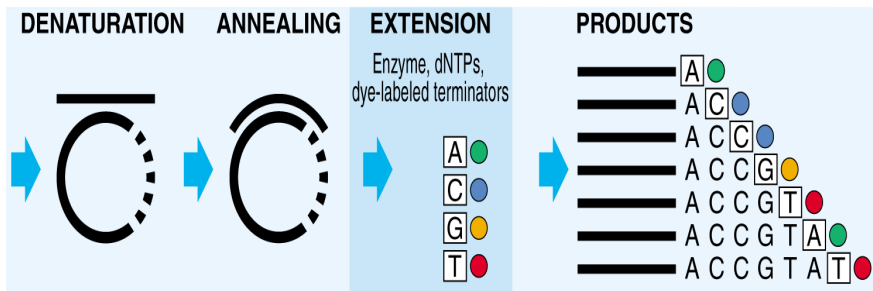 DENATURATION
ANNEALING
EXTENSION
Enzyme, dNTPs,
dye-labeled terminators
A
C
G
T
PRODUCTS
A
A C
A C C
A C C G
A C C G T
A C C G T A
A C C G T A T